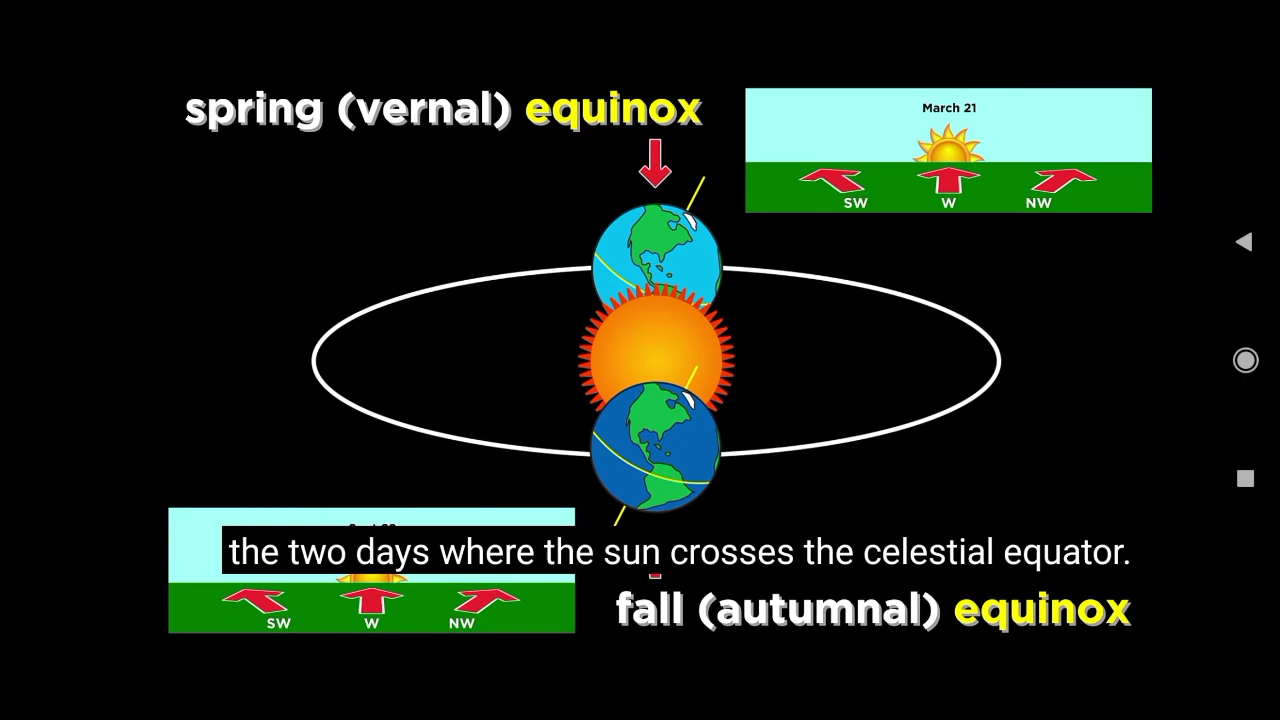 spring (vernal) equinox
March 21
SW W NW
the two days where the sun crosses the celestial equator.
SW W NW
fall (autumnal) equinox